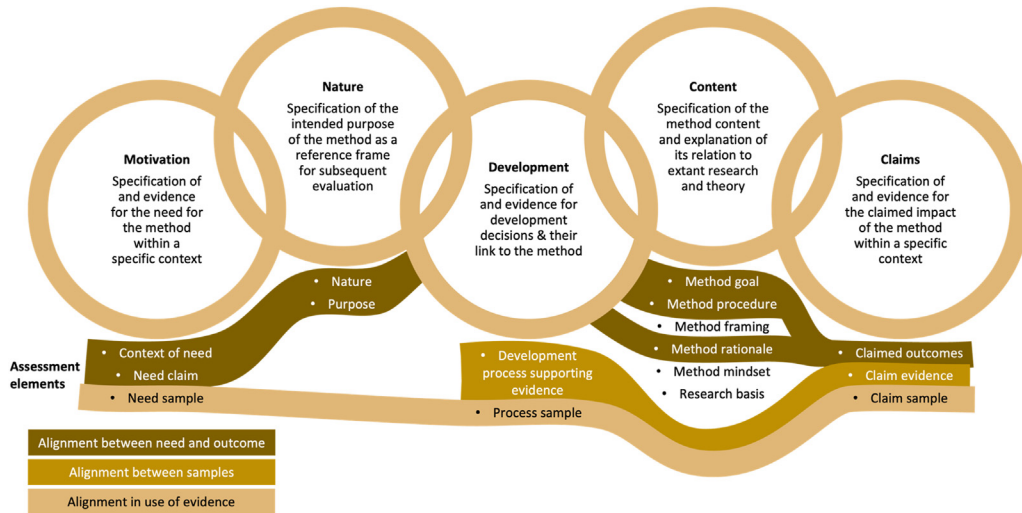 Motivation
Specification of
and evidence
for the need for
the method
within a
specific context
Nature
Specification of the
intended purpose
of the method as a
reference frame
for subsequent
evaluation
Development
Specification of
and evidence for
development
decisions & their
link to the method
Content
Specification of the
method content
and explanation of
its relation to
extant research
and theory
Claims
Specification of
and evidence for
the claimed impact
of the method
within a specific
context
Assessment
elements
• Context of need
• Need claim
• Need sample
• Nature
• Purpose
• Development
process supporting
evidence
• Process sample
• Method goal
• Method procedure
• Method framing
• Method rationale
• Method mindset
• Research basis
• Claimed outcomes
• Claim evidence
• Claim sample
Alignment between need and outcome
Alignment between samples
Alignment in use of evidence